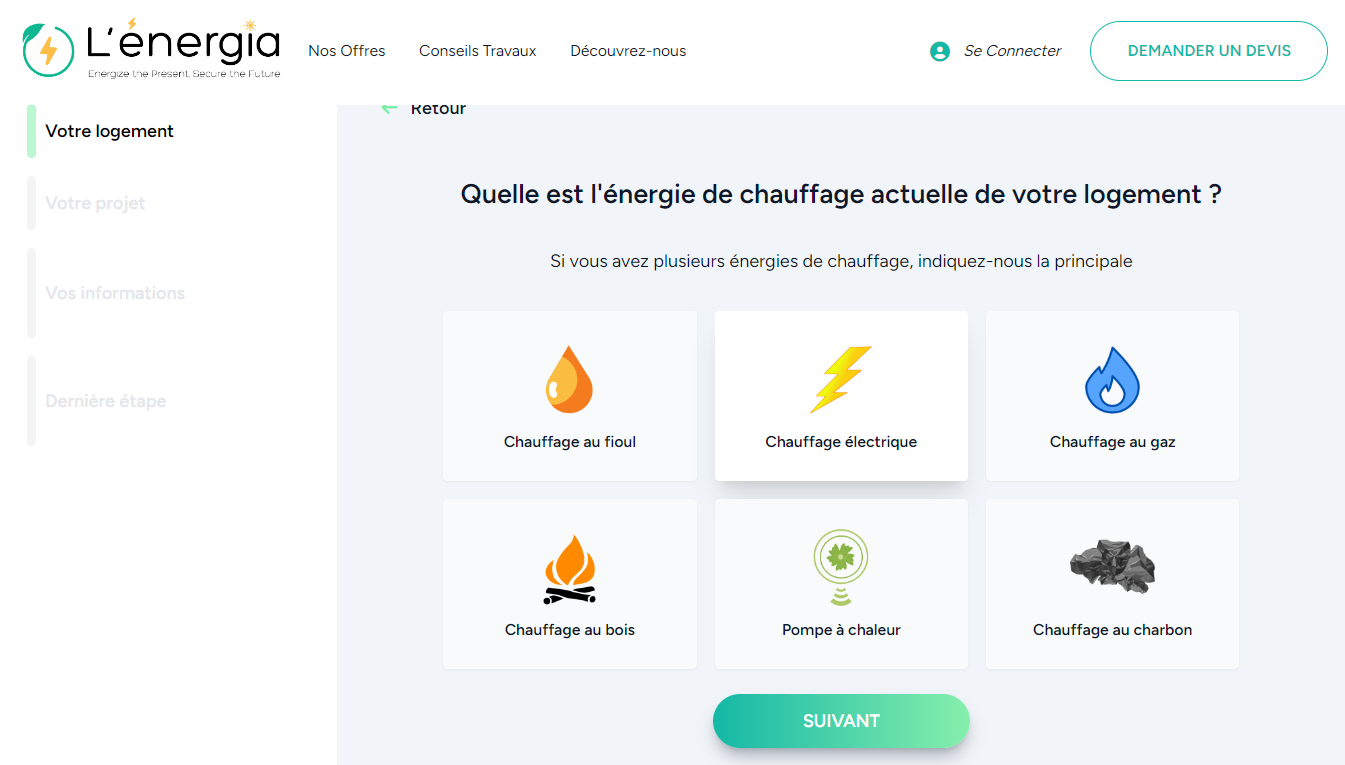 L'énergia
Energize the Present, Secure the Future
Nos Offres
Conseils Travaux
Découvrez-nous
Se Connecter
DEMANDER UN DEVIS
Votre logement
Votre projet
Vos informations
Dernière étape
Retour
Quelle est l'énergie de chauffage actuelle de votre logement ?
Si vous avez plusieurs énergies de chauffage, indiquez-nous la principale
Chauffage au fioul
Chauffage électrique
Chauffage au gaz
Chauffage au bois
Pompe à chaleur
Chauffage au charbon
SUIVANT